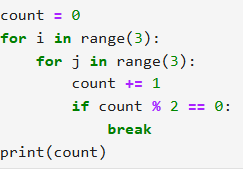 count = 0
for i in range(3):
    for j in range(3):
        count += 1
        if count % 2 == 0:
            break
print(count)